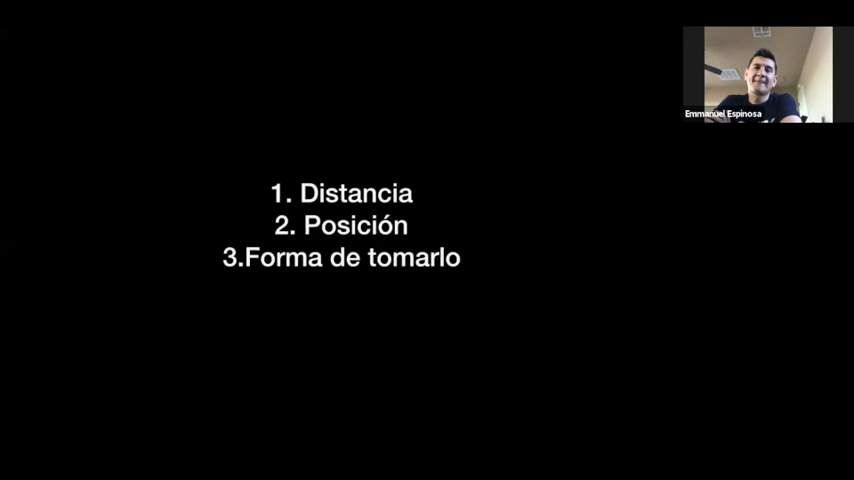 Emmanuel Espinosa
1. Distancia
2. Posición
3.Forma de tomarlo